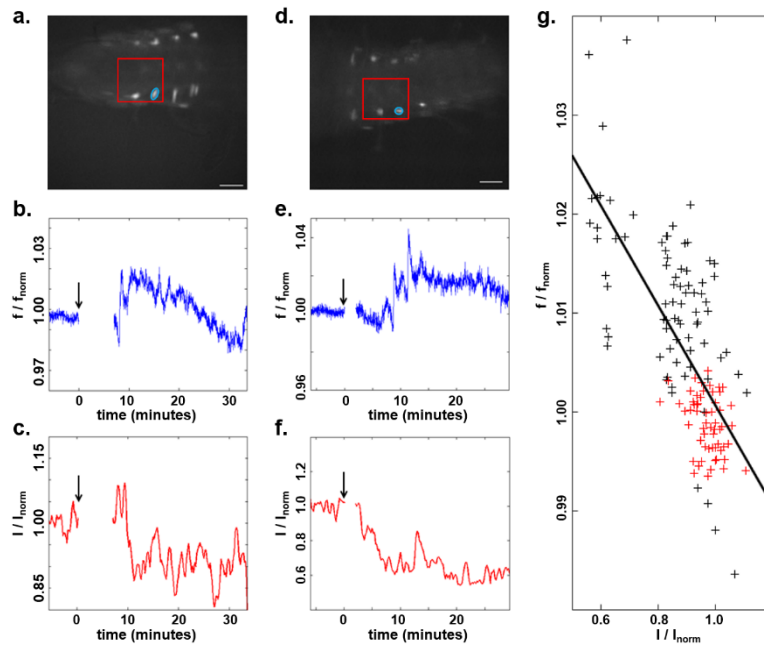 a.
d.
g.
b.
e.
f / f_norm
1.03
1.00
0.97
0
10
20
30
time (minutes)
f / f_norm
1.04
1.00
0.96
0
10
20
time (minutes)
c.
f.
I / I_norm
1.15
1.00
0.85
0
10
20
30
time (minutes)
I / I_norm
1.2
1.0
0.8
0.6
0
10
20
time (minutes)
f / f_norm
1.03
1.02
1.01
1.00
0.99
0.6
0.8
1.0
I / I_norm